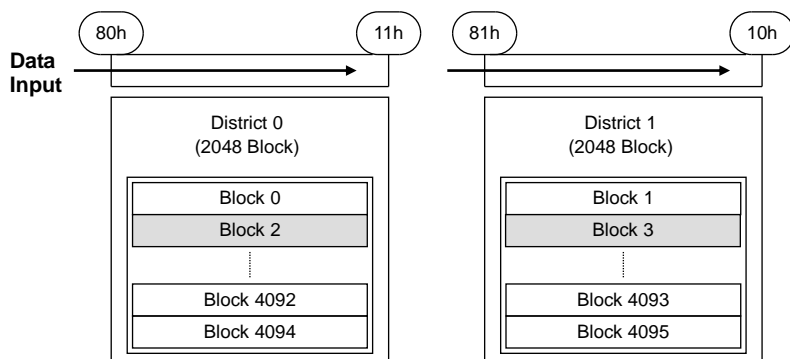 80h
11h
81h
10h
Data
Input
District 0
(2048 Block)
Block 0
Block 2
Block 4092
Block 4094
District 1
(2048 Block)
Block 1
Block 3
Block 4093
Block 4095